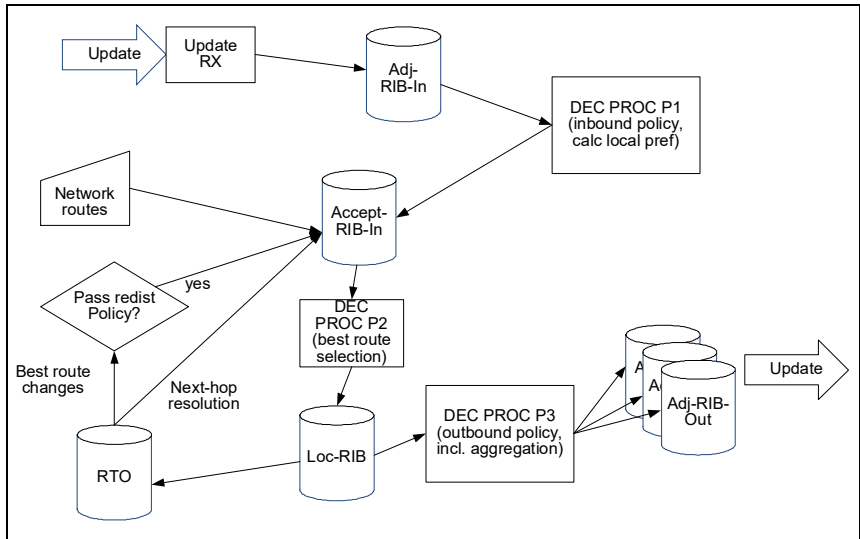 Update
Update
RX
Adj-
RIB-In
DEC PROC P1
(inbound policy,
calc local pref)
Network
routes
Accept-
RIB-In
Pass redist
Policy?
yes
DEC
PROC P2
(best route
selection)
Best route
changes
Next-hop
resolution
A
A
Adj-RIB-
Out
Update
DEC PROC P3
(outbound policy,
incl. aggregation)
Loc-RIB
RTO